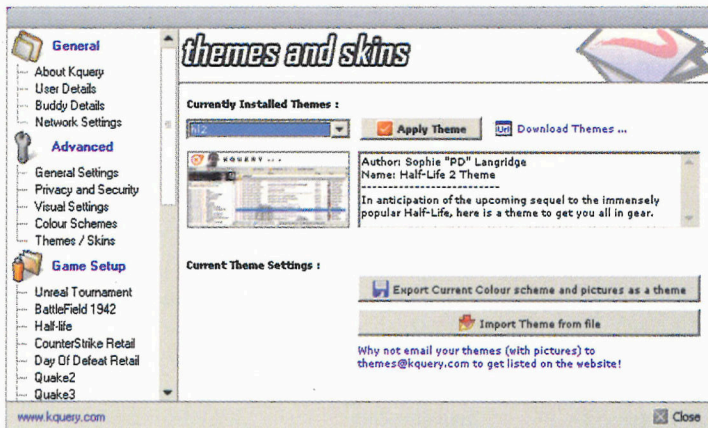 General
About Kquery
User Details
Buddy Details
Network Settings
Advanced
General Settings
Privacy and Security
Visual Settings
Colour Schemes
Themes / Skins
Game Setup
Unreal Tournament
BattleField 1942
Half-life
CounterStrike Retail
Day Of Defeat Retail
Quake2
Quake3
themes and skins
Currently Installed Themes :
hl2
Apply Theme
Url Download Themes ...
KQUERY
Author: Sophie "PD" Langridge
Name: Half-Life 2 Theme
--------------------------
In anticipation of the upcoming sequel to the immensely
popular Half-Life, here is a theme to get you all in gear.
Current Theme Settings :
Export Current Colour scheme and pictures as a theme
Import Theme from file
Why not email your themes (with pictures) to
themes@kquery.com to get listed on the website!
www.kquery.com
Close